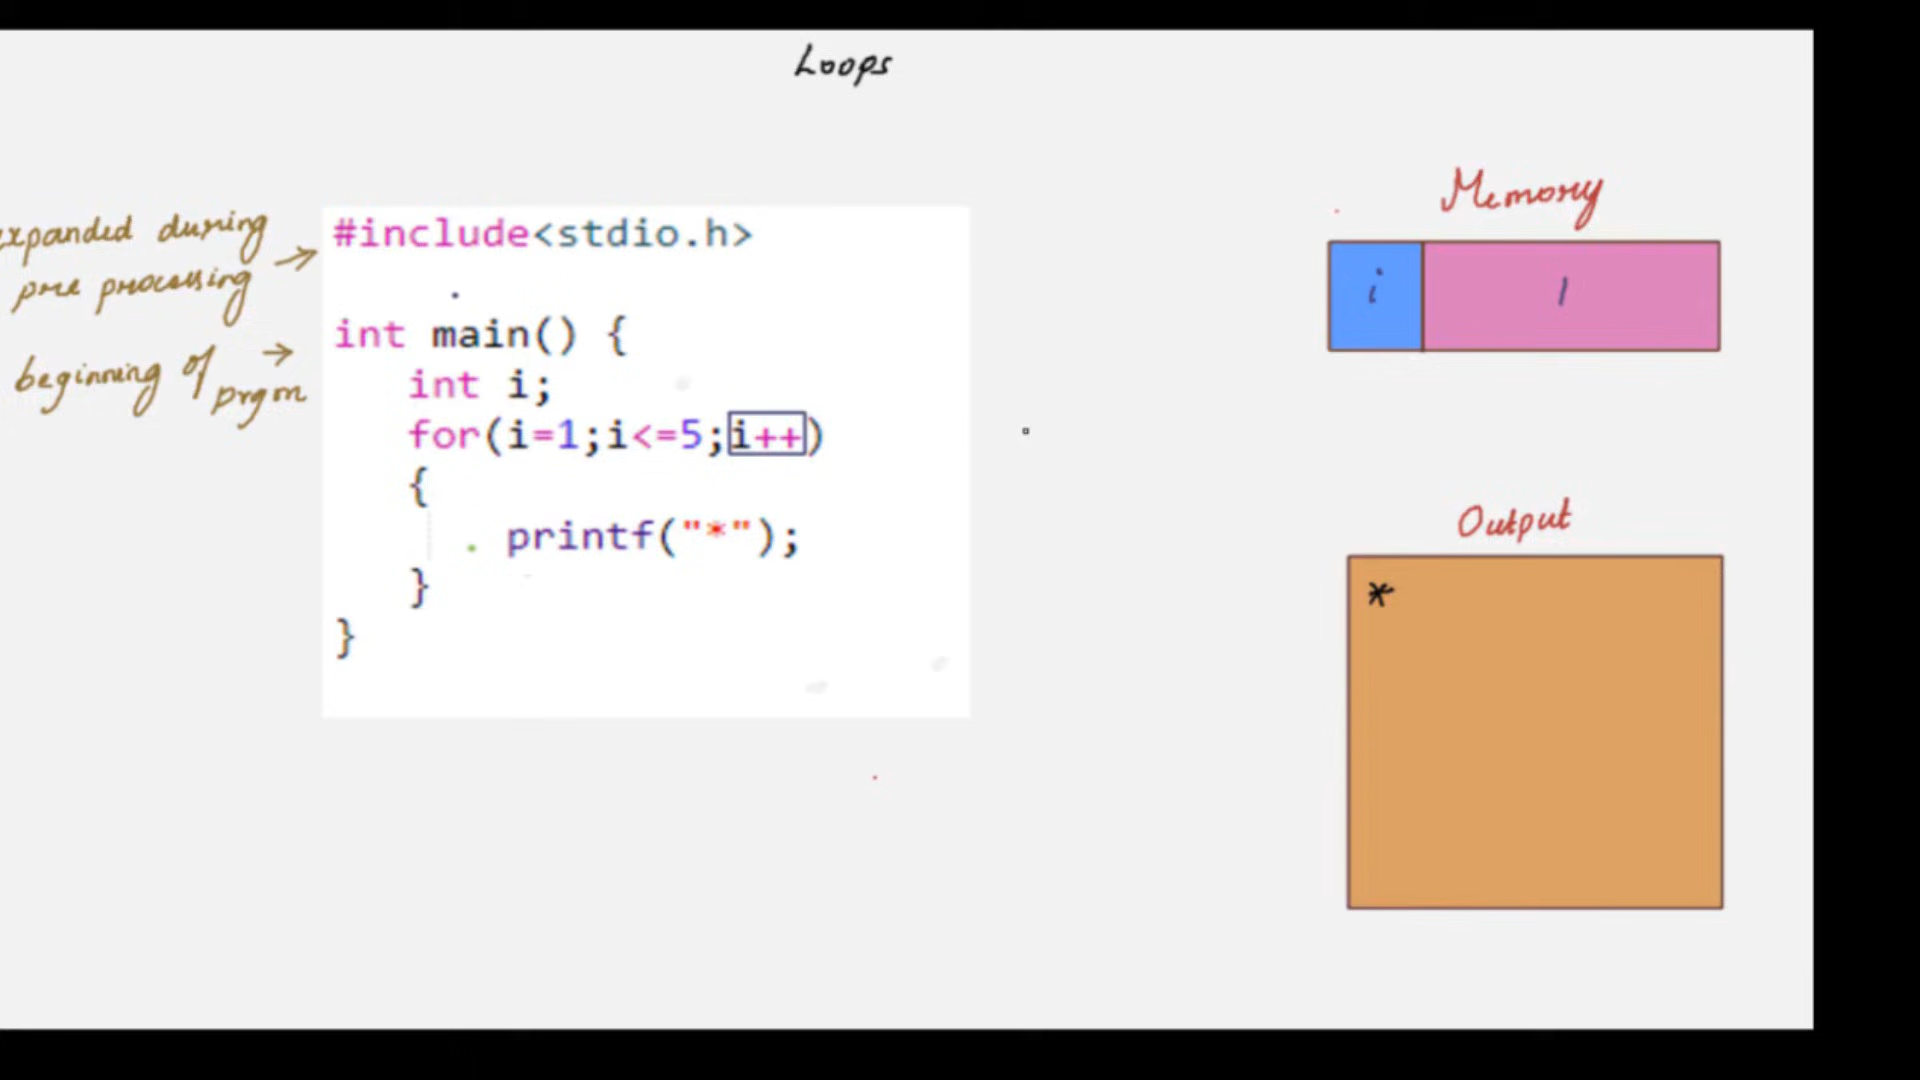 Loops
expanded during
pre processing
beginning of
prgm
#include<stdio.h>
int main() {
int i;
for(i=1;i<=5;i++)
{
printf("*");
}
}
Memory
i 1
Output
*